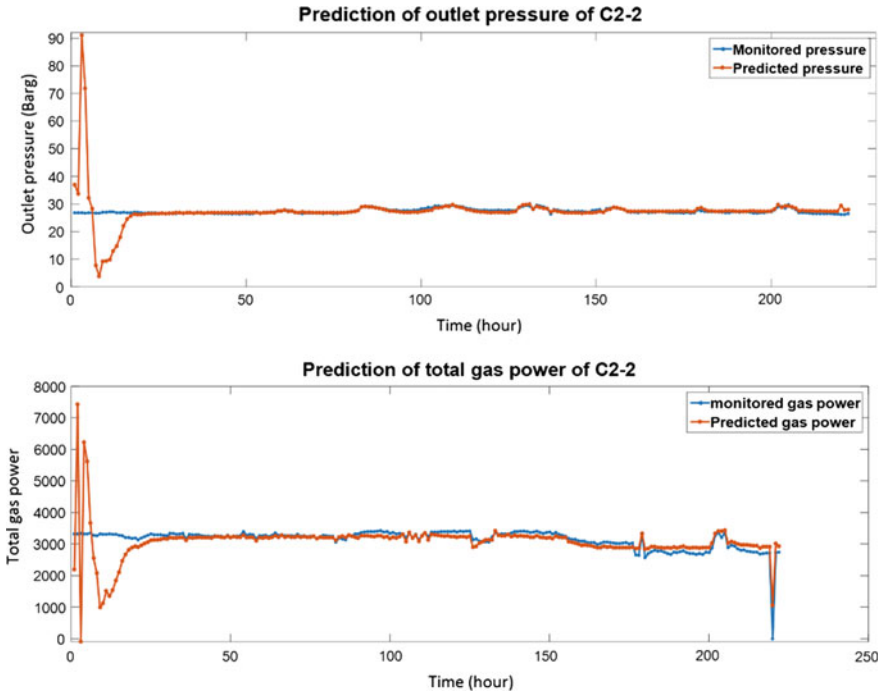 Prediction of outlet pressure of C2-2
90
80
70
60
50
40
30
20
10
0
Outlet pressure (Barg)
Monitored pressure
Predicted pressure
0 50 100 150 200
Time (hour)
Prediction of total gas power of C2-2
8000
7000
6000
5000
4000
3000
2000
1000
0
Total gas power
monitored gas power
Predicted gas power
0 50 100 150 200 250
Time (hour)